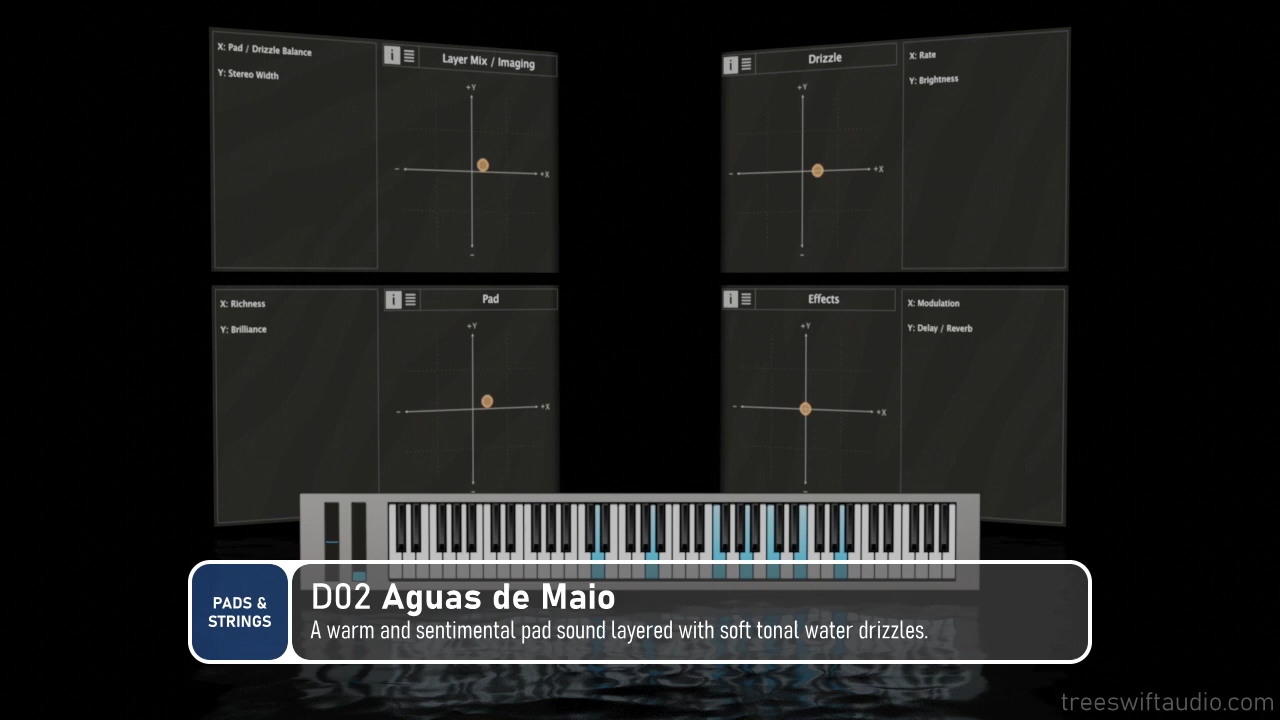 X: Pad / Drizzle Balance
Y: Stereo Width
i
Layer Mix / Imaging
+Y
-
+X
-
i
Drizzle
+Y
-
+X
-
X: Rate
Y: Brightness
X: Richness
Y: Brilliance
i
Pad
+Y
-
+X
-
i
Effects
+Y
-
+X
-
X: Modulation
Y: Delay / Reverb
PADS &
STRINGS
D02 Aguas de Maio
A warm and sentimental pad sound layered with soft tonal water drizzles.
treeswiftaudio.com